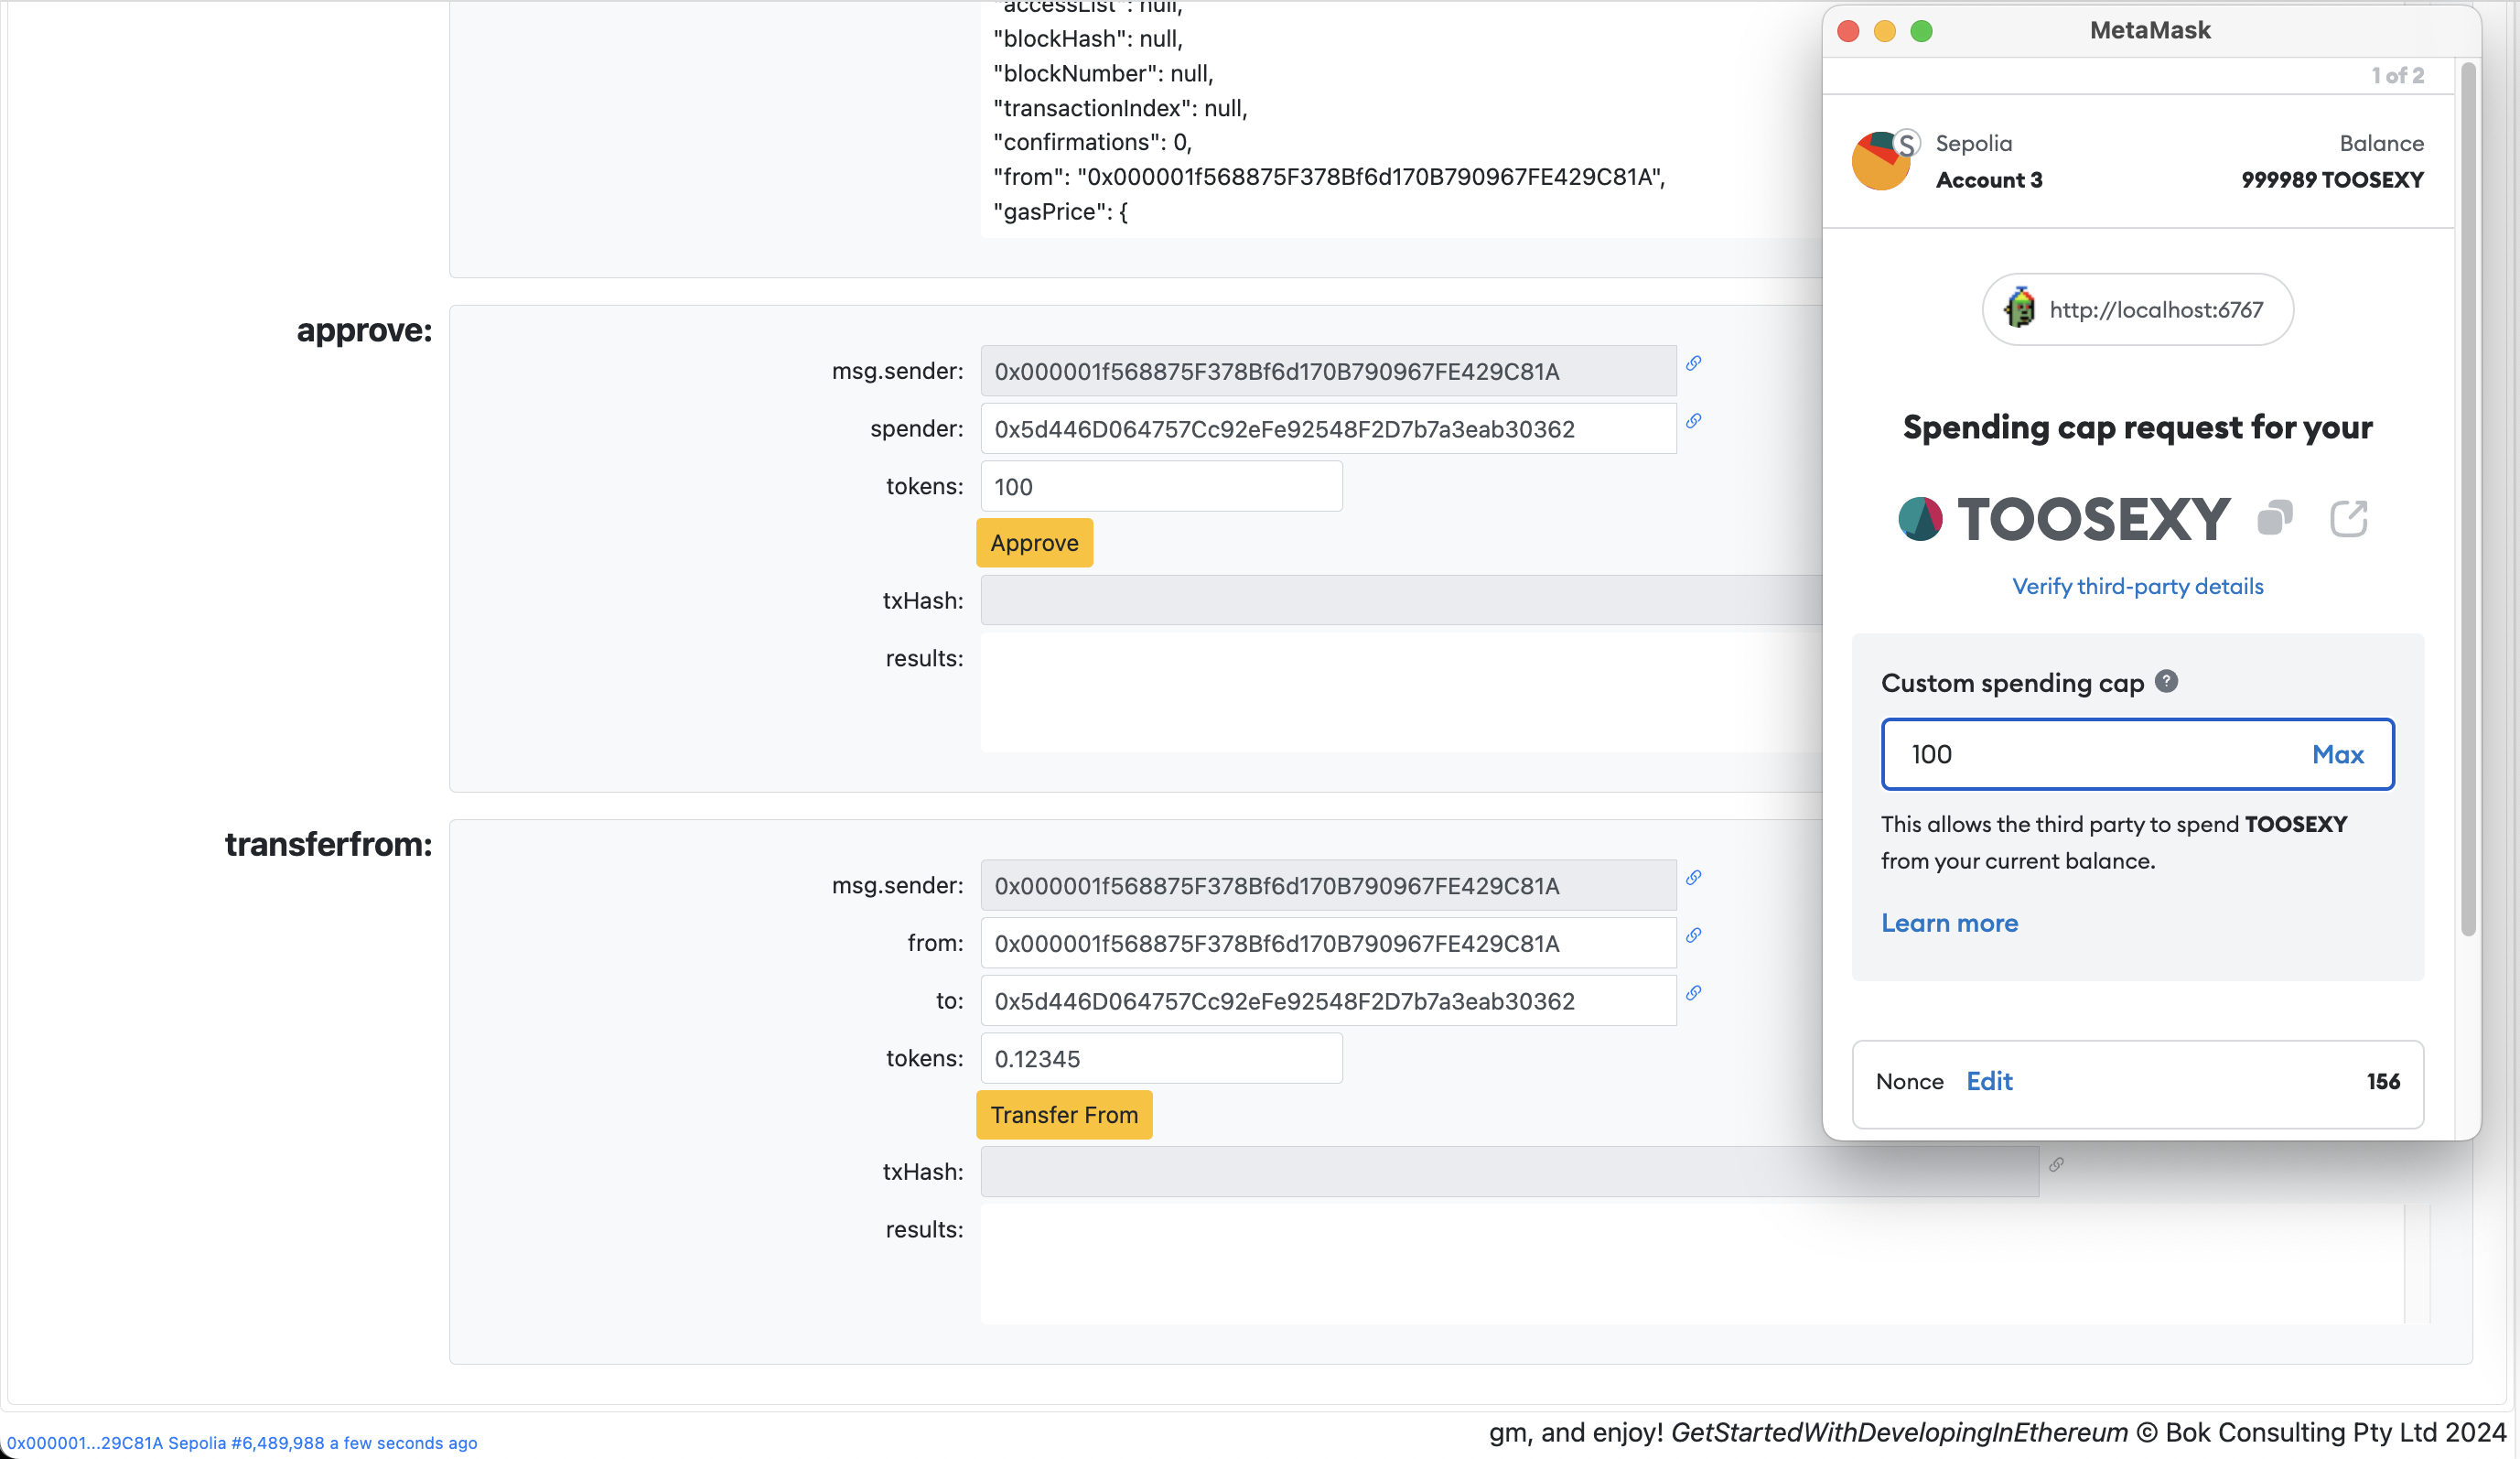 "accessList": null,
"blockHash": null,
"blockNumber": null,
"transactionIndex": null,
"confirmations": 0,
"from": "0x000001f568875F378Bf6d170B790967FE429C81A",
"gasPrice": {
approve:
msg.sender: 0x000001f568875F378Bf6d170B790967FE429C81A
spender: 0x5d446D064757Cc92eFe92548F2D7b7a3eab30362
tokens: 100
Approve
txHash:
results:
transferfrom:
msg.sender: 0x000001f568875F378Bf6d170B790967FE429C81A
from: 0x000001f568875F378Bf6d170B790967FE429C81A
to: 0x5d446D064757Cc92eFe92548F2D7b7a3eab30362
tokens: 0.12345
Transfer From
txHash:
results:
MetaMask
1 of 2
S Sepolia Balance
Account 3 999989 TOOSEXY
http://localhost:6767
Spending cap request for your
TOOSEXY
Verify third-party details
Custom spending cap ?
100 Max
This allows the third party to spend TOOSEXY
from your current balance.
Learn more
Nonce Edit 156
0x000001...29C81A Sepolia #6,489,988 a few seconds ago
gm, and enjoy! GetStartedWithDevelopingInEthereum © Bok Consulting Pty Ltd 2024